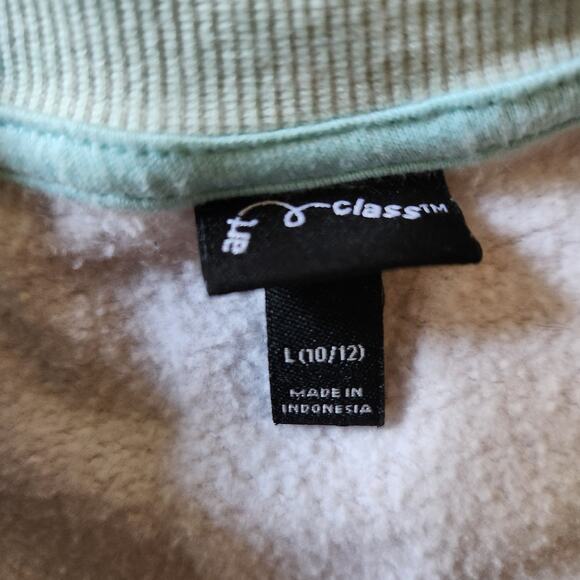 art class™
L (10/12)
MADE IN
INDONESIA